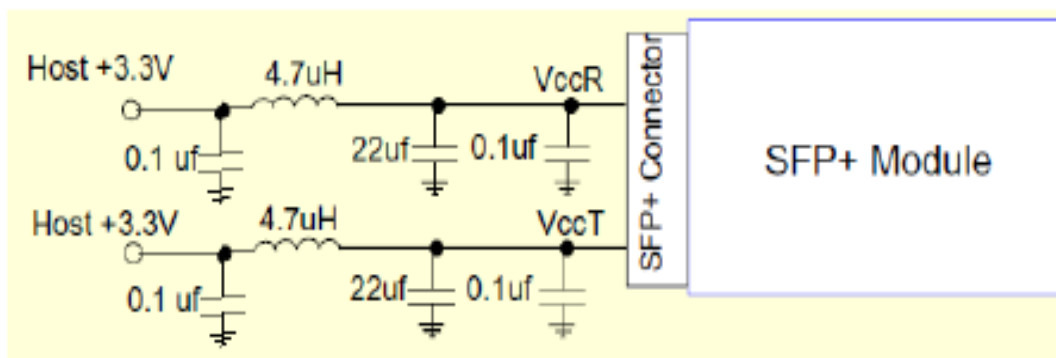 Host +3.3V
4.7uH
VccR
0.1 uf
22uf
0.1uf
Host +3.3V
4.7uH
VccT
0.1 uf
22uf
0.1uf
SFP+ Connector
SFP+ Module